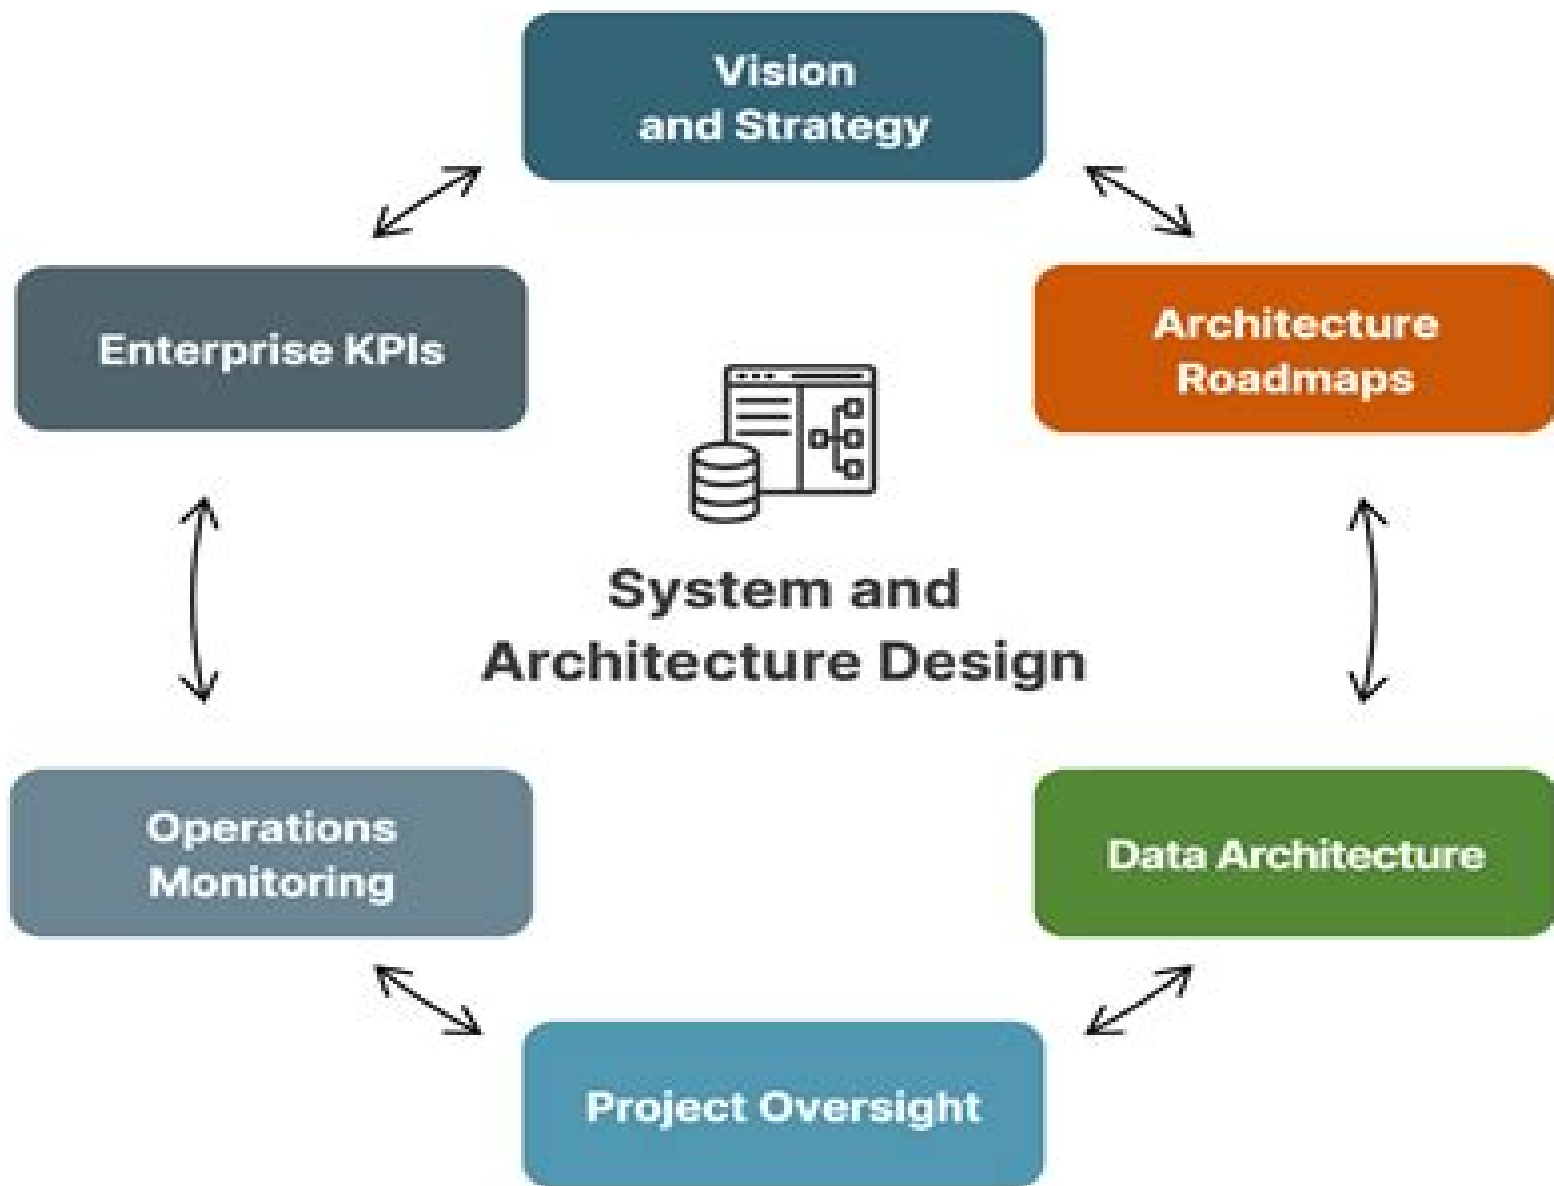 Vision
and Strategy
Enterprise KPIs
Architecture
Roadmaps
System and
Architecture Design
Operations
Monitoring
Data Architecture
Project Oversight